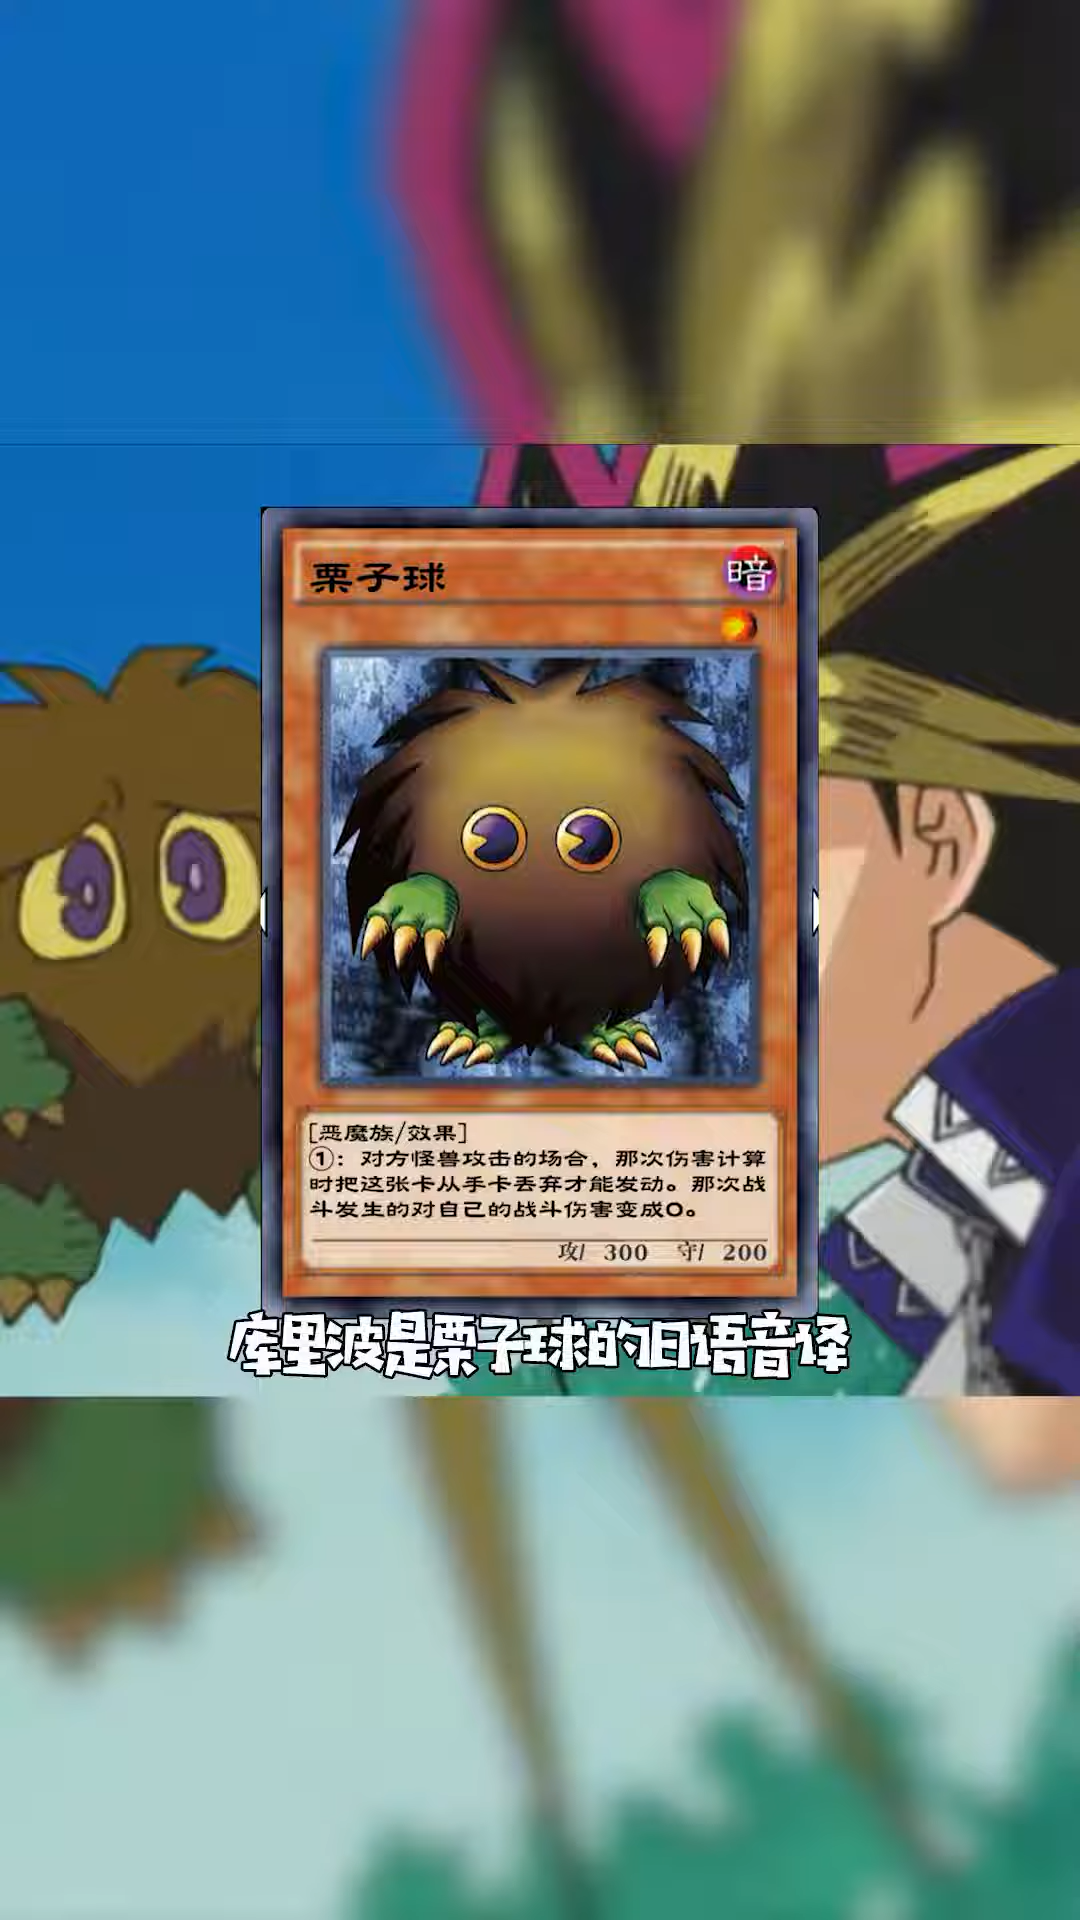 栗子球
暗
[恶魔族/效果]
①：对方怪兽攻击的场合，那次伤害计算
时把这张卡从手卡丢弃才能发动。那次战
斗发生的对自己的战斗伤害变成0。
攻/ 300 守/ 200
库里波是栗子球的日语音译